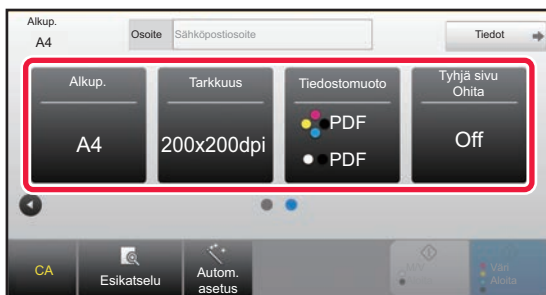 Alkup.
A4
Osoite
Sähköpostiosoite
Tiedot
Alkup.
A4
Tarkkuus
200x200dpi
Tiedostomuoto
PDF
PDF
Tyhjä sivu
Ohita
Off
CA
Esikatselu
Autom.
asetus
M/V
Aloita
Väri
Aloita